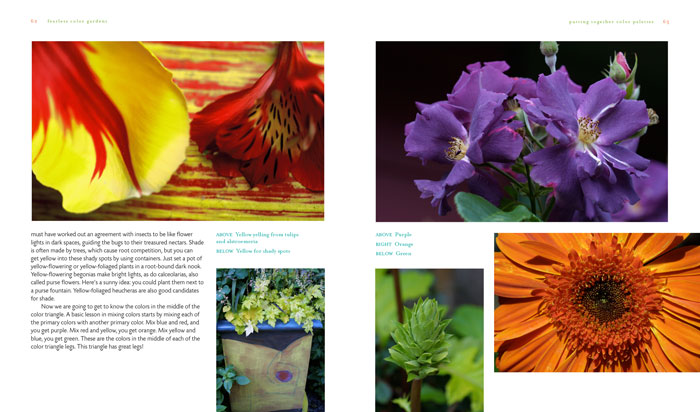 62 fearless color gardens
putting together color palettes 63
must have worked out an agreement with insects to be like flower
lights in dark spaces, guiding the bugs to their treasured nectars. Shade
is often made by trees, which cause root competition, but you can
get yellow into these shady spots by using containers. Just set a pot of
yellow-flowering or yellow-foliaged plants in a root-bound dark nook.
Yellow-flowering begonias make bright lights, as do calceolarias, also
called purse flowers. Here's a sunny idea: you could plant them next to
a purse fountain. Yellow-foliaged heucheras are also good candidates
for shade.
Now we are going to get to know the colors in the middle of the
color triangle. A basic lesson in mixing colors starts by mixing each of
the primary colors with another primary color. Mix blue and red, and
you get purple. Mix red and yellow, you get orange. Mix yellow and
blue, you get green. These are the colors in the middle of each of the
color triangle legs. This triangle has great legs!
ABOVE Yellow yelling from tulips
and alstroemeria
BELOW Yellow for shady spots
ABOVE Purple
RIGHT Orange
BELOW Green